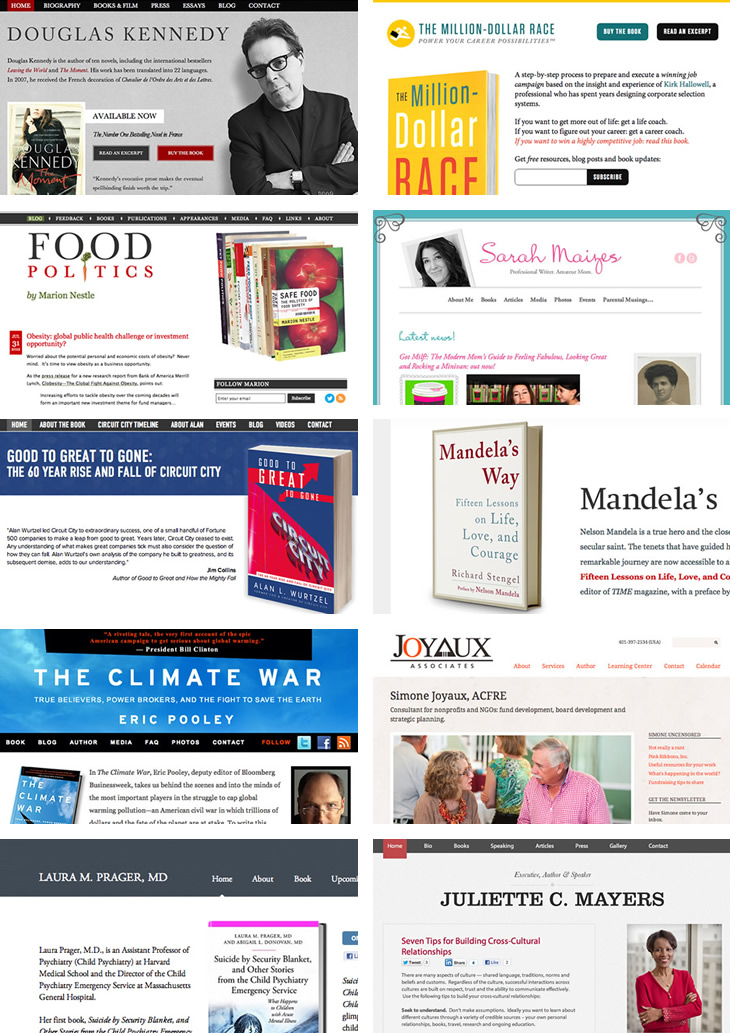 HOME BIOGRAPHY BOOKS & FILM PRESS ESSAYS BLOG CONTACT
DOUGLAS KENNEDY
Douglas Kennedy is the author of ten novels, including the international bestsellers
Leaving the World and The Moment. His work has been translated into 22 languages.
In 2007, he received the French decoration of Chevalier de l'Ordre des Arts et des Lettres.
DOUGLAS
KENNEDY
The
Moment
AVAILABLE NOW
The Number One Bestselling Novel in France
READ AN EXCERPT BUY THE BOOK
"Kennedy's evocative prose makes the eventual
spellbinding finish worth the trip."
THE MILLION-DOLLAR RACE
POWER YOUR CAREER POSSIBILITIES™
BUY THE BOOK READ AN EXCERPT
THE Million-
Dollar
RACE
A step-by-step process to prepare and execute a winning job
campaign based on the insight and experience of Kirk Hallowell, a
professional who has spent years designing corporate selection
systems.
If you want to get more out of life: get a life coach.
If you want to figure out your career: get a career coach.
If you want to win a highly competitive job: read this book.
Get free resources, blog posts and book updates:
SUBSCRIBE
BLOG FEEDBACK BOOKS PUBLICATIONS APPEARANCES MEDIA FAQ LINKS ABOUT
FOOD
POLITICS
by Marion Nestle
SAFE FOOD
THE POLITICS OF FOOD SAFETY
MARION NESTLE
JUL
31
Obesity: global public health challenge or investment
opportunity?
Worried about the potential personal and economic costs of obesity? Never
mind. It's time to view obesity as a business opportunity.
As the press release for a new research report from Bank of America Merrill
Lynch, Globesity—The Global Fight Against Obesity, points out:
Increasing efforts to tackle obesity over the coming decades will
form an important new investment theme for fund managers...
FOLLOW MARION
Enter your email Subscribe
Sarah Maizes
Professional Writer. Amateur Mom.
About Me Books Articles Media Photos Events Parental Musings...
Latest news!
Get Milf: The Modern Mom's Guide to Feeling Fabulous, Looking Great
and Rocking a Minivan: out now!
HOME ABOUT THE BOOK CIRCUIT CITY TIMELINE ABOUT ALAN EVENTS BLOG VIDEOS CONTACT
GOOD TO GREAT TO GONE:
THE 60 YEAR RISE AND FALL OF CIRCUIT CITY
"Alan Wurtzel led Circuit City to extraordinary success, one of a small handful of Fortune
500 companies to make a leap from good to great. Years later, Circuit City ceased to exist.
Any understanding of what makes great companies tick must also consider the question of
how they can fall. Alan Wurtzel's own analysis of the company he built to greatness, and its
subsequent demise, adds to our understanding."
Jim Collins
Author of Good to Great and How the Mighty Fall
GOOD TO
GREAT
TO GONE
CIRCUIT
CITY
THE 60 YEAR RISE AND FALL OF CIRCUIT CITY
ALAN L. WURTZEL
Mandela's
Way
Fifteen Lessons
on Life,
Love, and
Courage
Richard Stengel
Preface by Nelson Mandela
Mandela's
Nelson Mandela is a true hero and the close
secular saint. The tenets that have guided h
remarkable journey are now accessible to a
Fifteen Lessons on Life, Love, and Co
editor of TIME magazine, with a preface by
"A riveting tale, the very first account of the epic
American campaign to get serious about global warming."
— President Bill Clinton
THE CLIMATE WAR
TRUE BELIEVERS, POWER BROKERS, AND THE FIGHT TO SAVE THE EARTH
ERIC POOLEY
BOOK BLOG AUTHOR MEDIA FAQ PHOTOS CONTACT FOLLOW
THE
CLIMATE
WAR
In The Climate War, Eric Pooley, deputy editor of Bloomberg
Businessweek, takes us behind the scenes and into the minds of
the most important players in the struggle to cap global
warming pollution—an American civil war in which trillions of
dollars and the fate of the planet are at stake. To write this
JOYAUX
ASSOCIATES
401-397-2534 (USA)
About Services Author Learning Center Contact Calendar
Simone Joyaux, ACFRE
Consultant for nonprofits and NGOs: fund development, board development and
strategic planning.
SIMONE UNCENSORED
Not really a cure
Pink Ribbons, Inc.
Useful resources for your work
What's happening in the world?
Fundraising tips to share
GET THE NEWSLETTER
Have Simone come to your
inbox.
LAURA M. PRAGER, MD
Home About Book Upcomi
Laura Prager, M.D., is an Assistant Professor of
Psychiatry (Child Psychiatry) at Harvard
Medical School and the Director of the Child
Psychiatry Emergency Service at Massachusetts
General Hospital.
Her first book, Suicide by Security Blanket,
and Other Stories from the Child Psychiatry Emergency
LAURA M. PRAGER, MD
AND ABIGAIL L. DONOVAN, MD
Suicide by Security Blanket,
and Other Stories
from the Child Psychiatry
Emergency Service
What Happens
to Children
with Acute
Mental Illness
Home Bio Books Speaking Articles Press Gallery Contact
Executive, Author & Speaker
JULIETTE C. MAYERS
Seven Tips for Building Cross-Cultural
Relationships
Tweet 3 Share 4 Like 2
There are many aspects of culture — shared language, traditions, norms and
beliefs and customs. Regardless of culture, successful interactions across
cultures are built on respect, trust and the ability to communicate effectively.
Use the following tips to build your cross-cultural relationships:
Seek to understand. Don't make assumptions. Ideally you want to learn about
different cultures through a variety of credible sources – your own personal
relationships, books, travel, research and ongoing education.